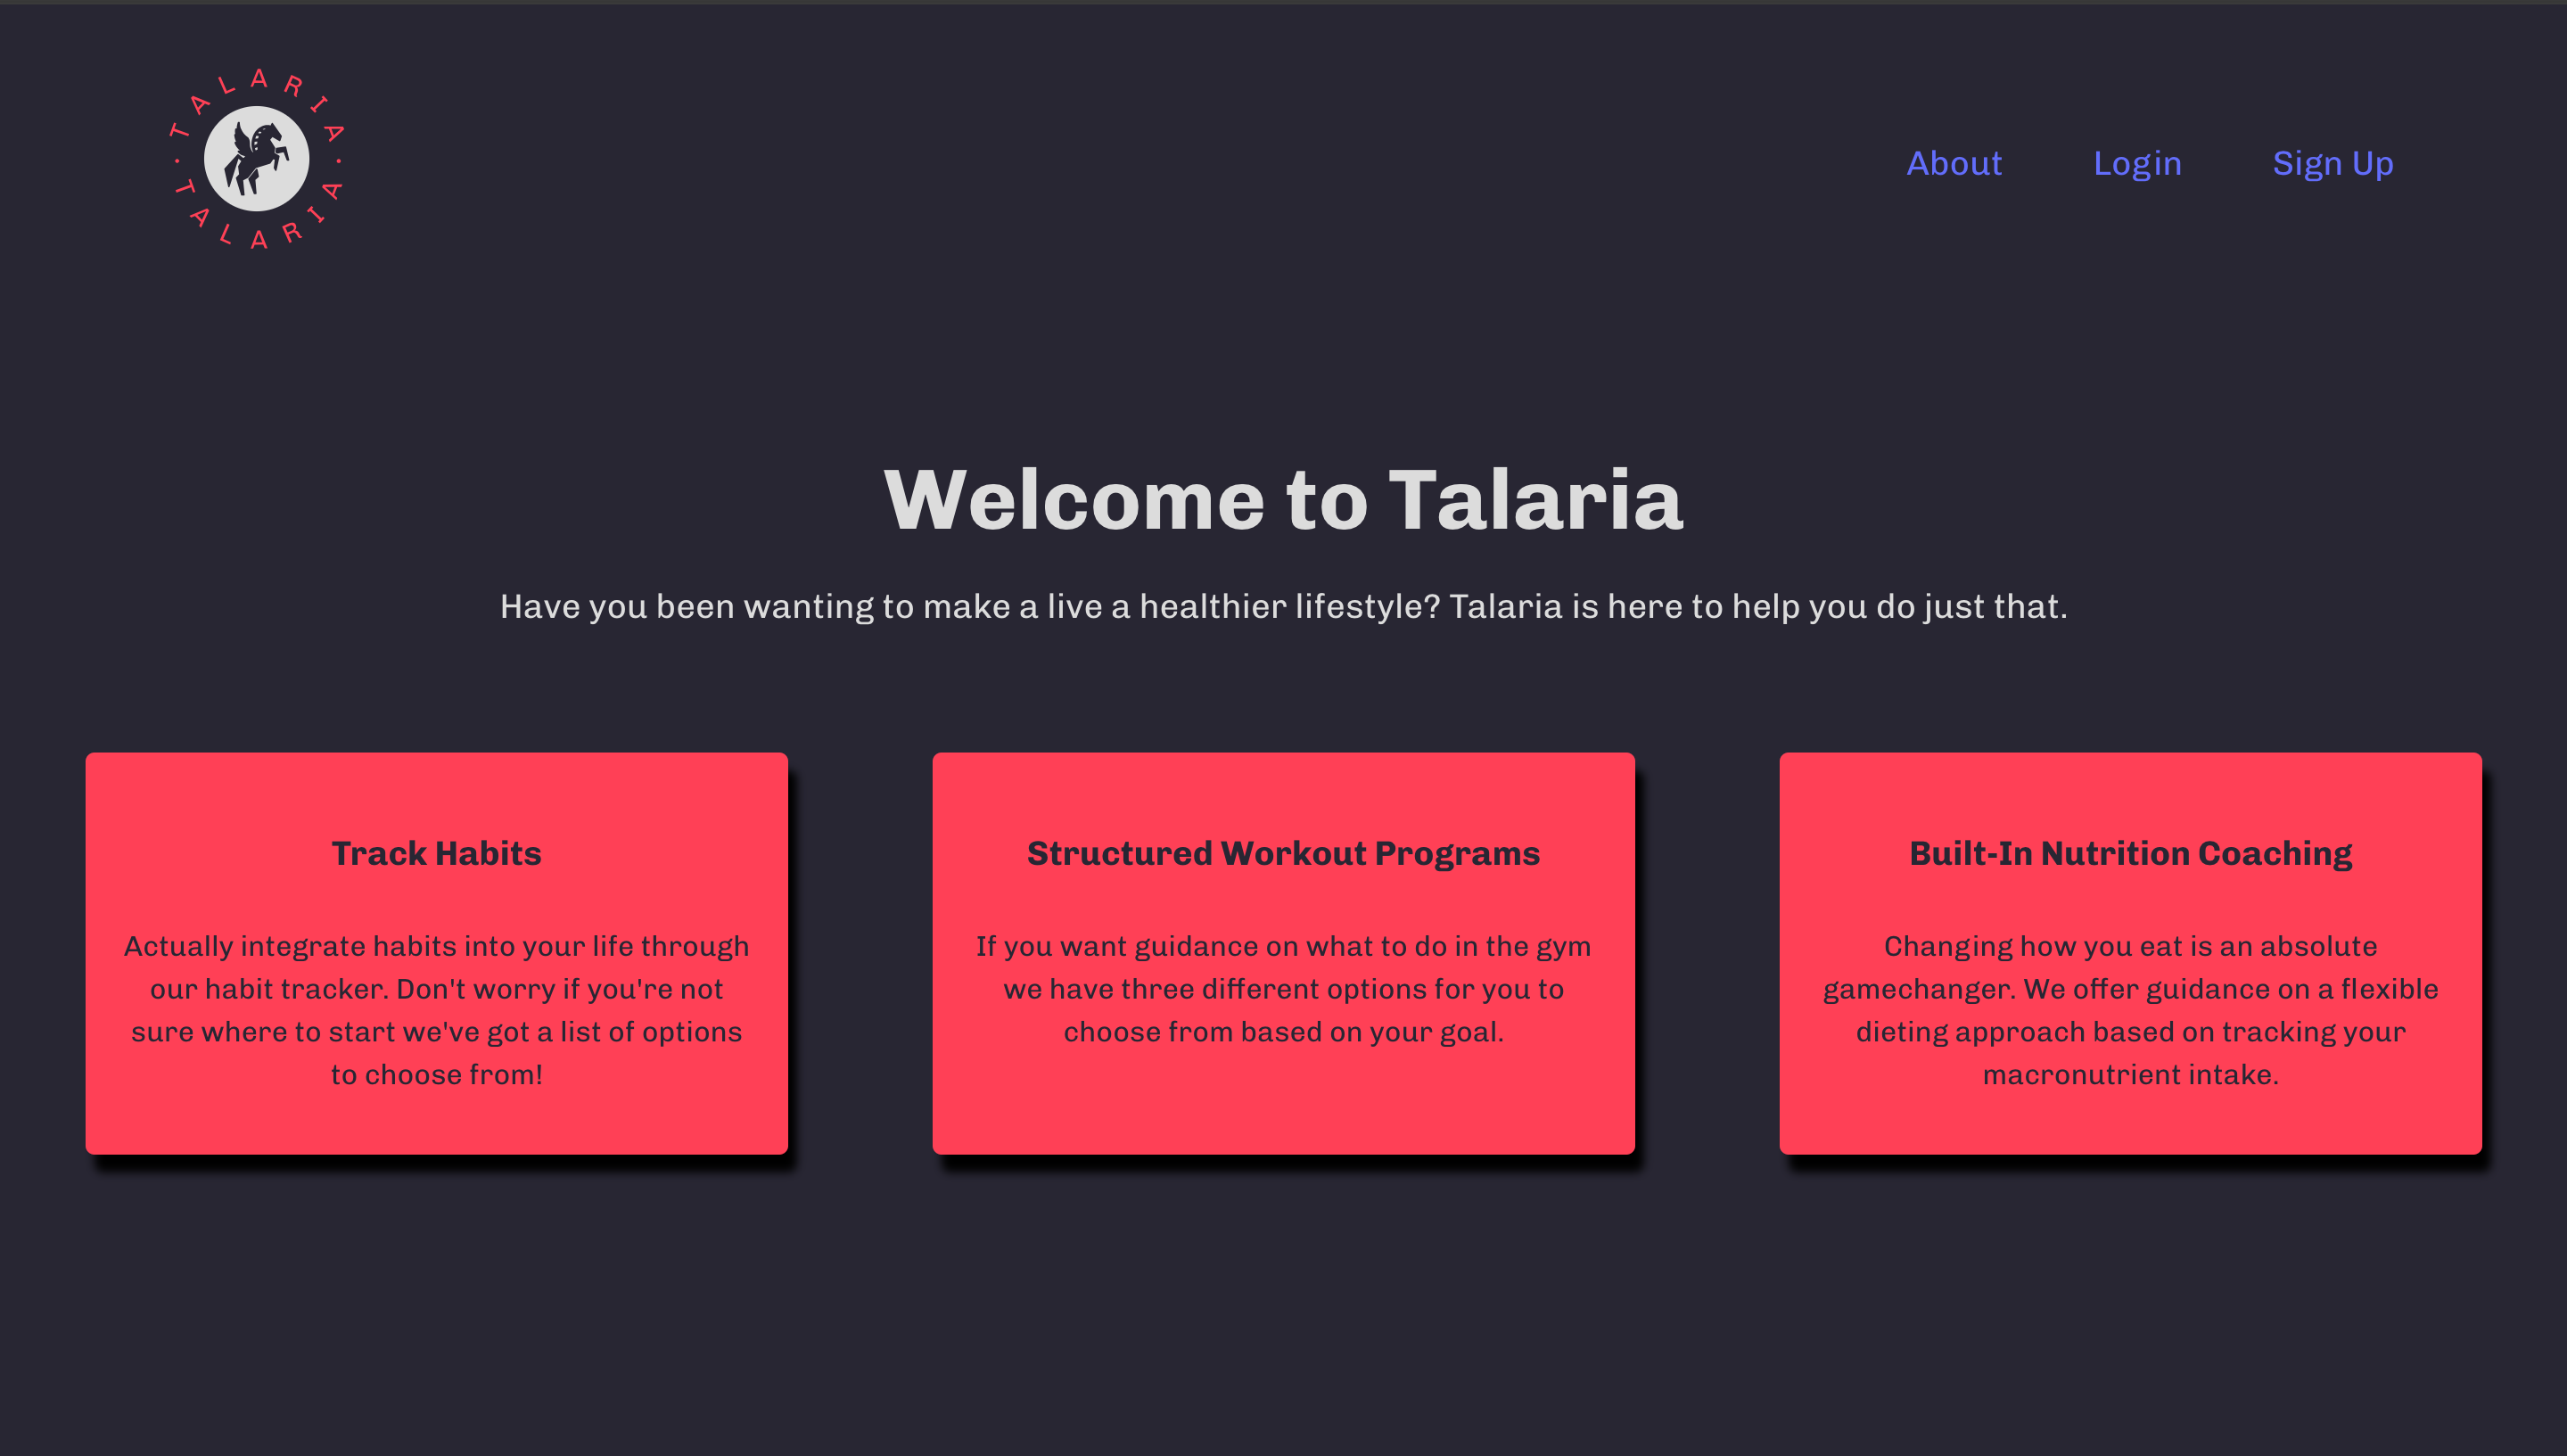 TALARIA
·TALARIA·
About Login Sign Up
Welcome to Talaria
Have you been wanting to make a live a healthier lifestyle? Talaria is here to help you do just that.
Track Habits
Actually integrate habits into your life through
our habit tracker. Don't worry if you're not
sure where to start we've got a list of options
to choose from!
Structured Workout Programs
If you want guidance on what to do in the gym
we have three different options for you to
choose from based on your goal.
Built-In Nutrition Coaching
Changing how you eat is an absolute
gamechanger. We offer guidance on a flexible
dieting approach based on tracking your
macronutrient intake.